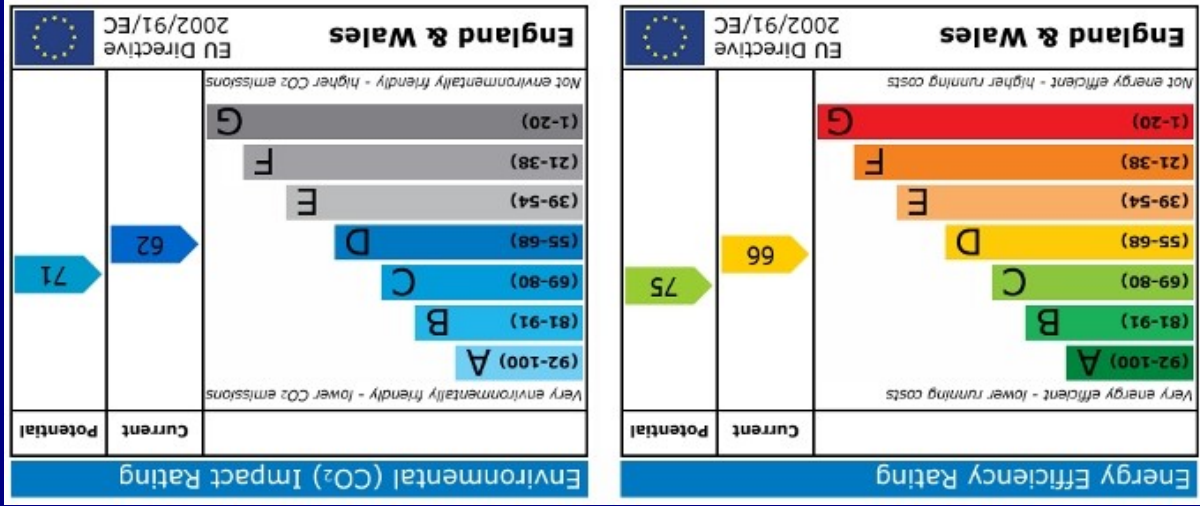 Energy Efficiency Rating
Current
Potential
Very energy efficient - lower running costs
(92-100) A
(81-91) B
(69-80) C
(55-68) D
(39-54) E
(21-38) F
(1-20) G
Not energy efficient - higher running costs
66
75
England & Wales
EU Directive
2002/91/EC
Environmental (CO₂) Impact Rating
Current
Potential
Very environmentally friendly - lower CO2 emissions
(92-100) A
(81-91) B
(69-80) C
(55-68) D
(39-54) E
(21-38) F
(1-20) G
Not environmentally friendly - higher CO2 emissions
62
71
England & Wales
EU Directive
2002/91/EC